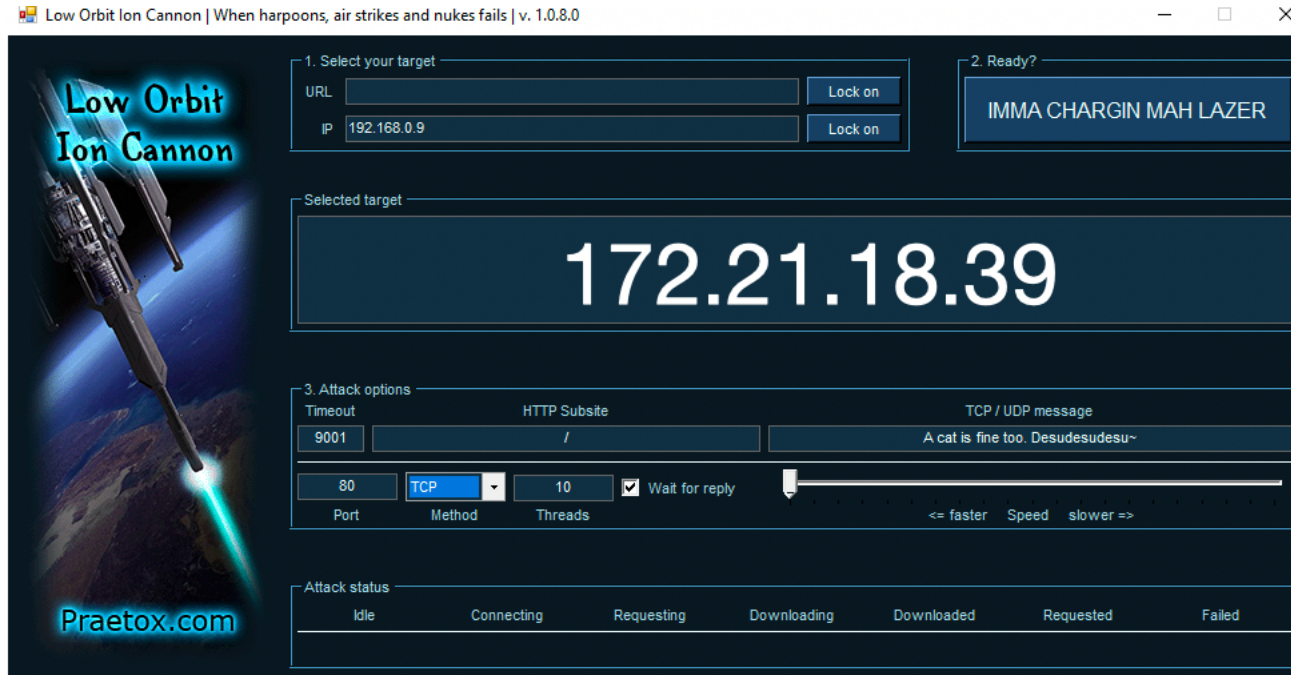 Low Orbit Ion Cannon | When harpoons, air strikes and nukes fails | v. 1.0.8.0
Low Orbit
Ion Cannon
Praetox.com
1. Select your target
URL
Lock on
IP 192.168.0.9
Lock on
2. Ready?
IMMA CHARGIN MAH LAZER
Selected target
172.21.18.39
3. Attack options
Timeout HTTP Subsite TCP / UDP message
9001 / A cat is fine too. Desudesudesu~
80 TCP 10 Wait for reply
Port Method Threads <= faster Speed slower =>
Attack status
Idle Connecting Requesting Downloading Downloaded Requested Failed